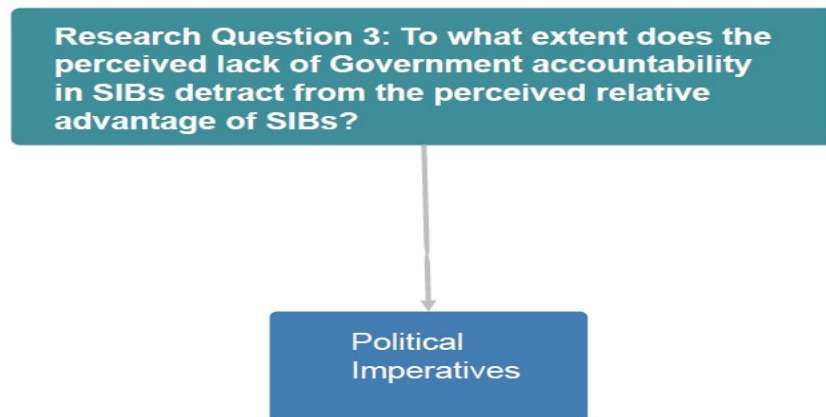 Research Question 3: To what extent does the
perceived lack of Government accountability
in SIBs detract from the perceived relative
advantage of SIBs?
Political
Imperatives